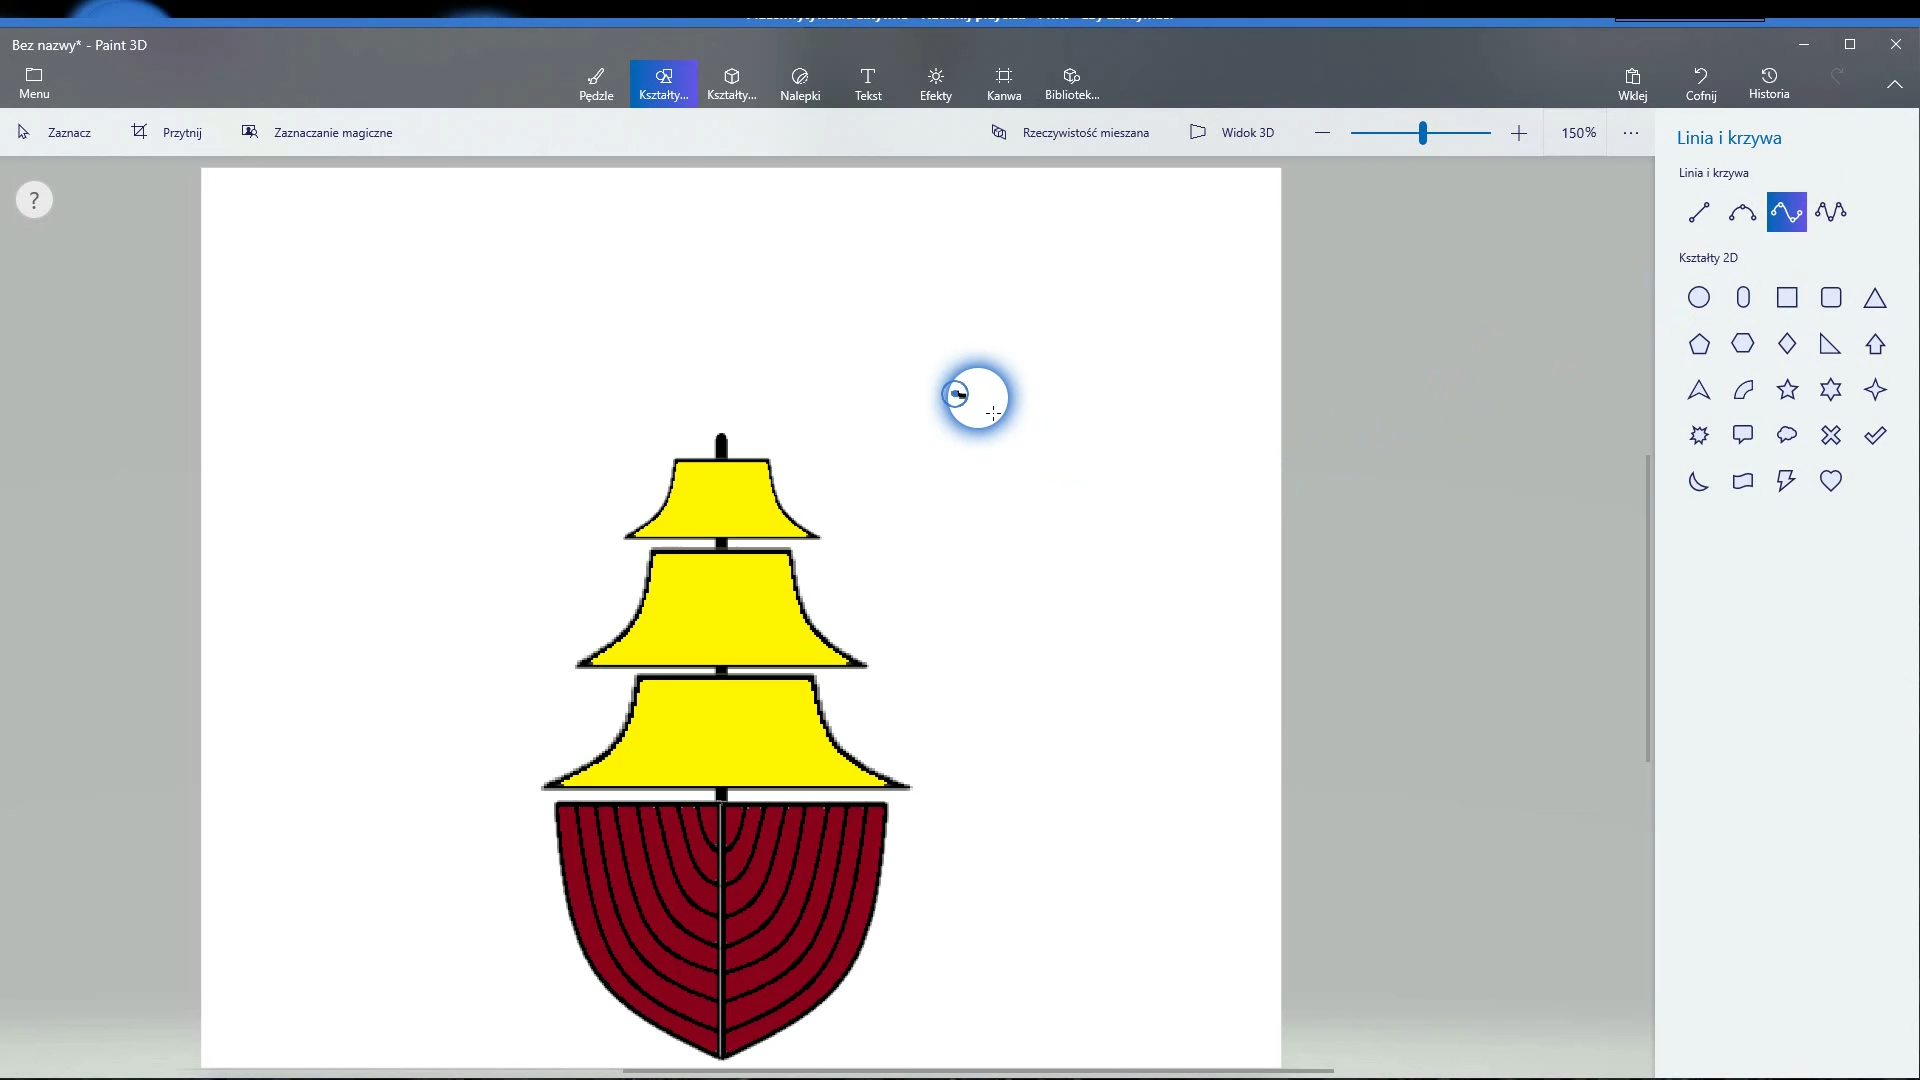 Bez nazwy* - Paint 3D
Menu
Pędzle
Kształty...
Kształty...
Nalepki
Tekst
Efekty
Kanwa
Bibliotek...
Wklej
Cofnij
Historia
Zaznacz
Przytnij
Zaznaczanie magiczne
Rzeczywistość mieszana
Widok 3D
150%
Linia i krzywa
Linia i krzywa
Kształty 2D
?